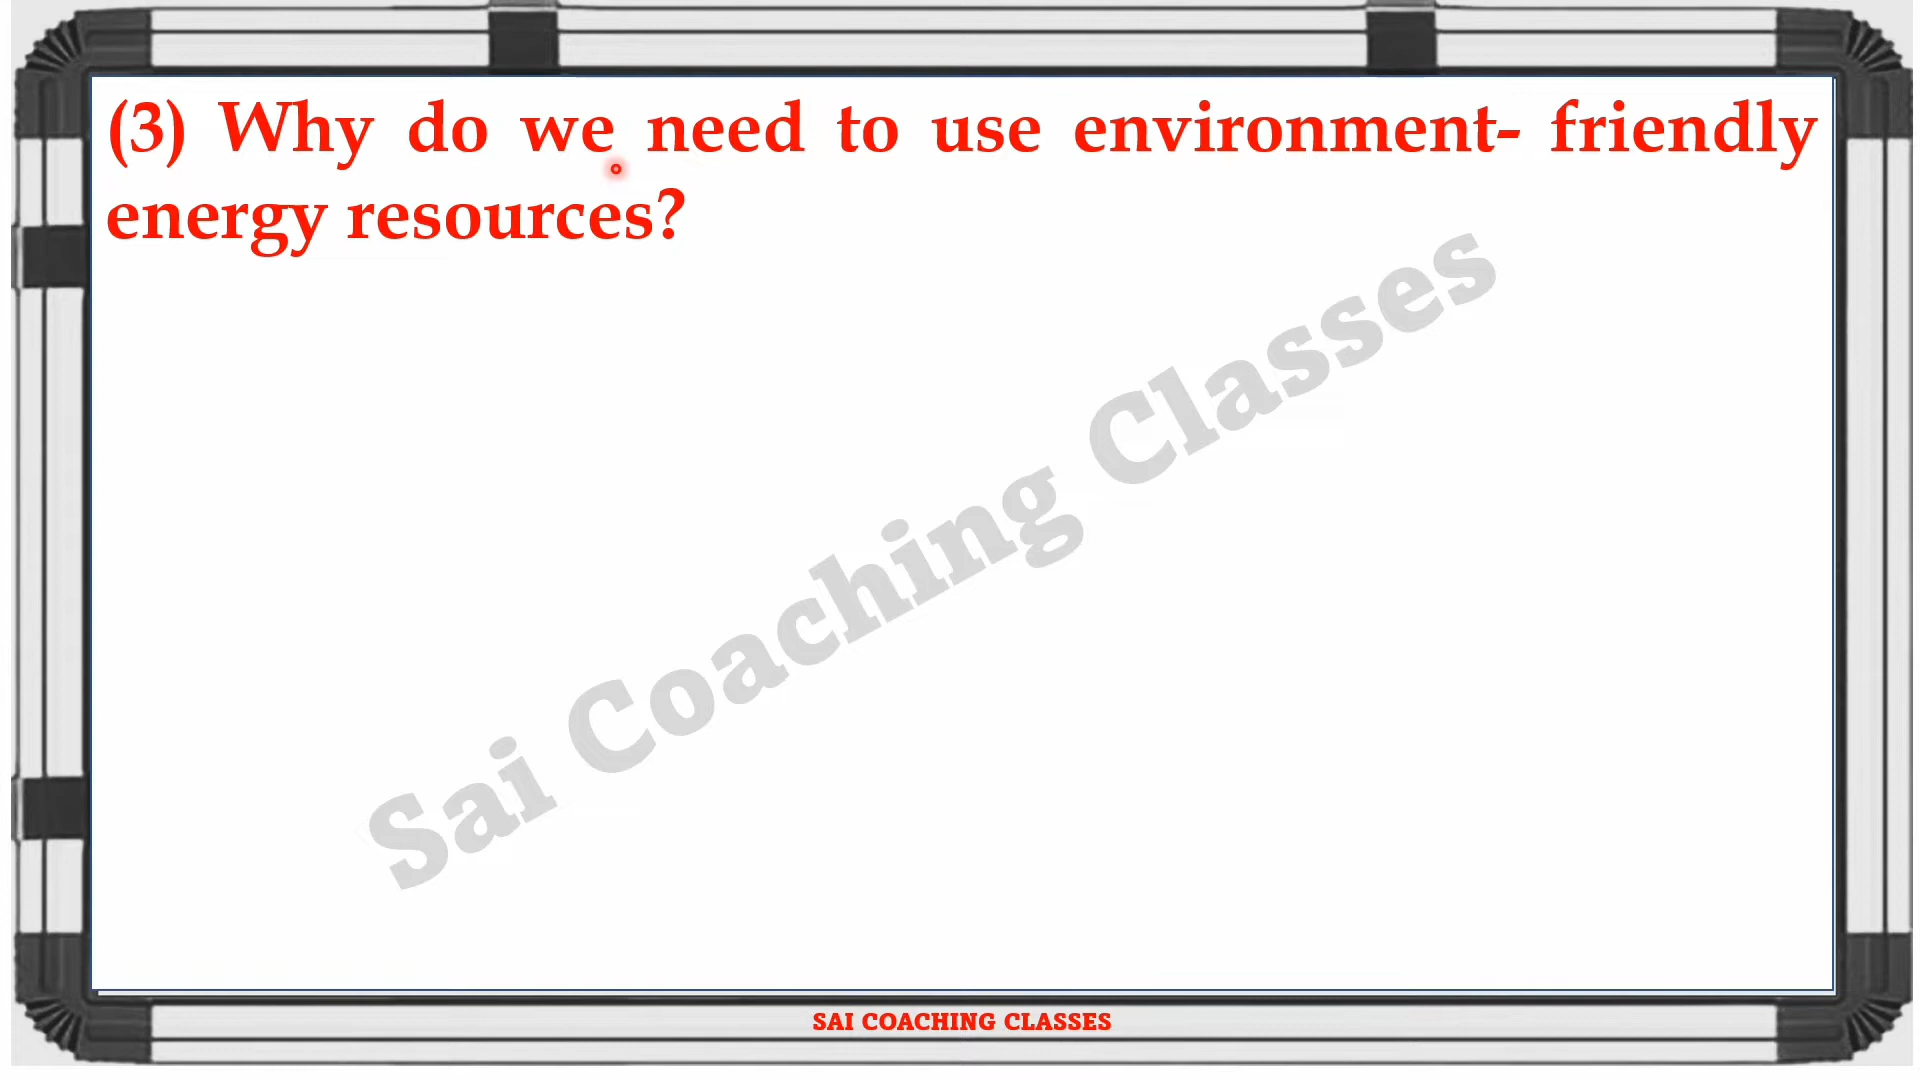 (3) Why do we need to use environment- friendly
energy resources?
Sai Coaching Classes
SAI COACHING CLASSES